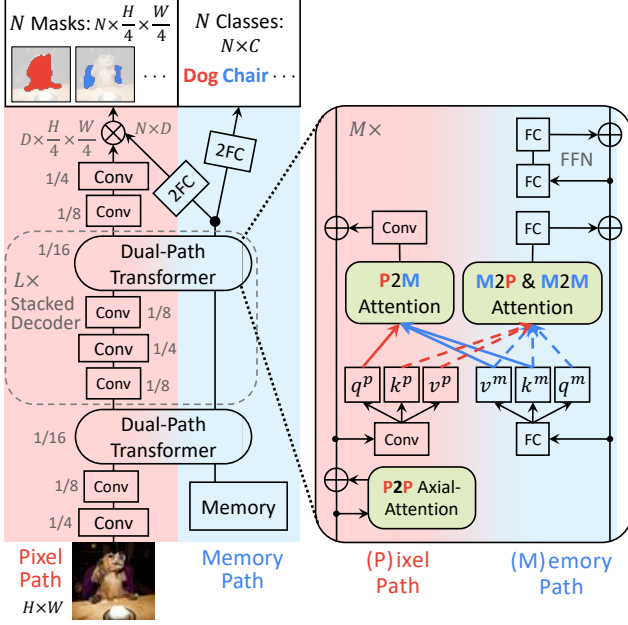 N Masks: N × H/4 × W/4
N Classes:
N×C
Dog Chair ···
···
D × H/4 × W/4
N×D
2FC
2FC
1/4
Conv
1/8
Conv
1/16
Dual-Path
Transformer
L×
Stacked
Decoder
Conv
1/8
Conv
1/4
Conv
1/8
Dual-Path
Transformer
1/16
1/8
Conv
1/4
Conv
Memory
Pixel
Path
H×W
Memory
Path
M×
FC
FFN
FC
Conv
FC
P2M
Attention
M2P & M2M
Attention
q^p
k^p
v^p
v^m
k^m
q^m
Conv
FC
P2P Axial-
Attention
(P)ixel
Path
(M)emory
Path